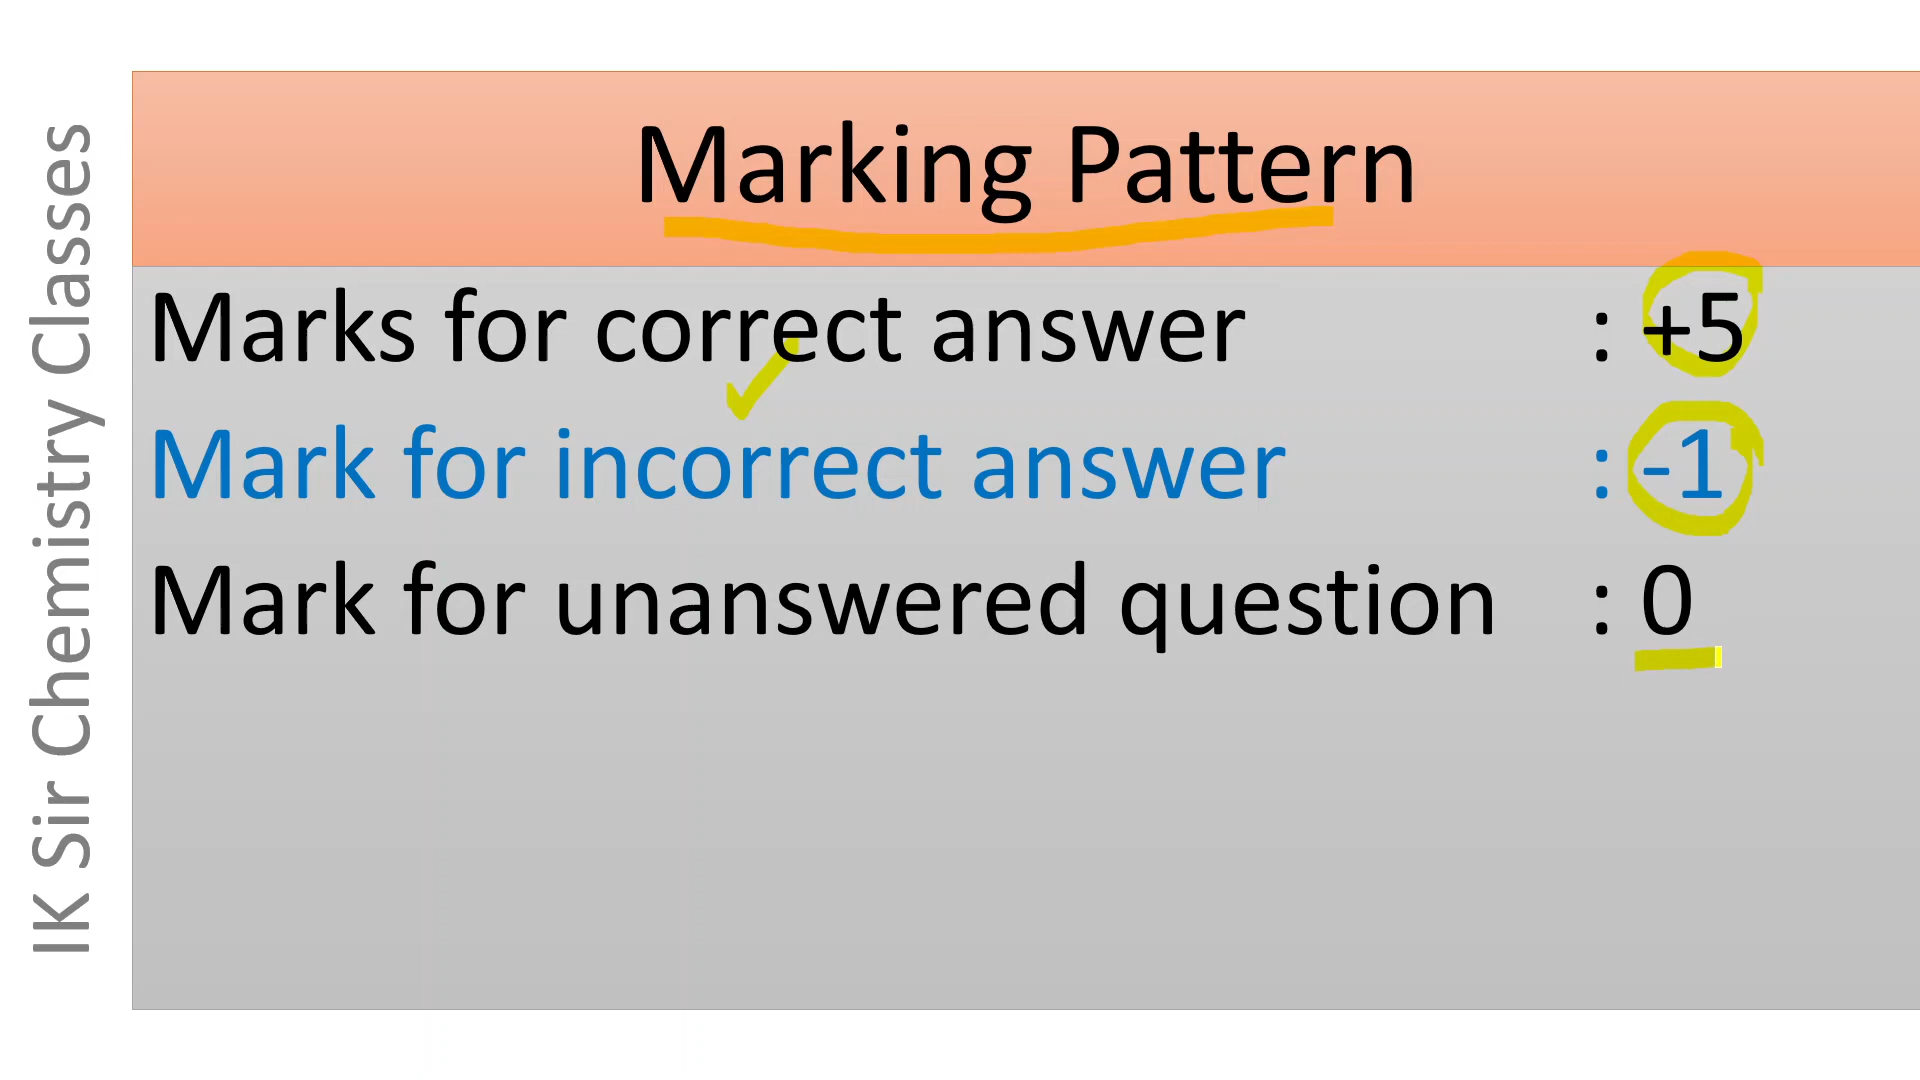 IK Sir Chemistry Classes
Marking Pattern
Marks for correct answer : +5
Mark for incorrect answer : -1
Mark for unanswered question : 0